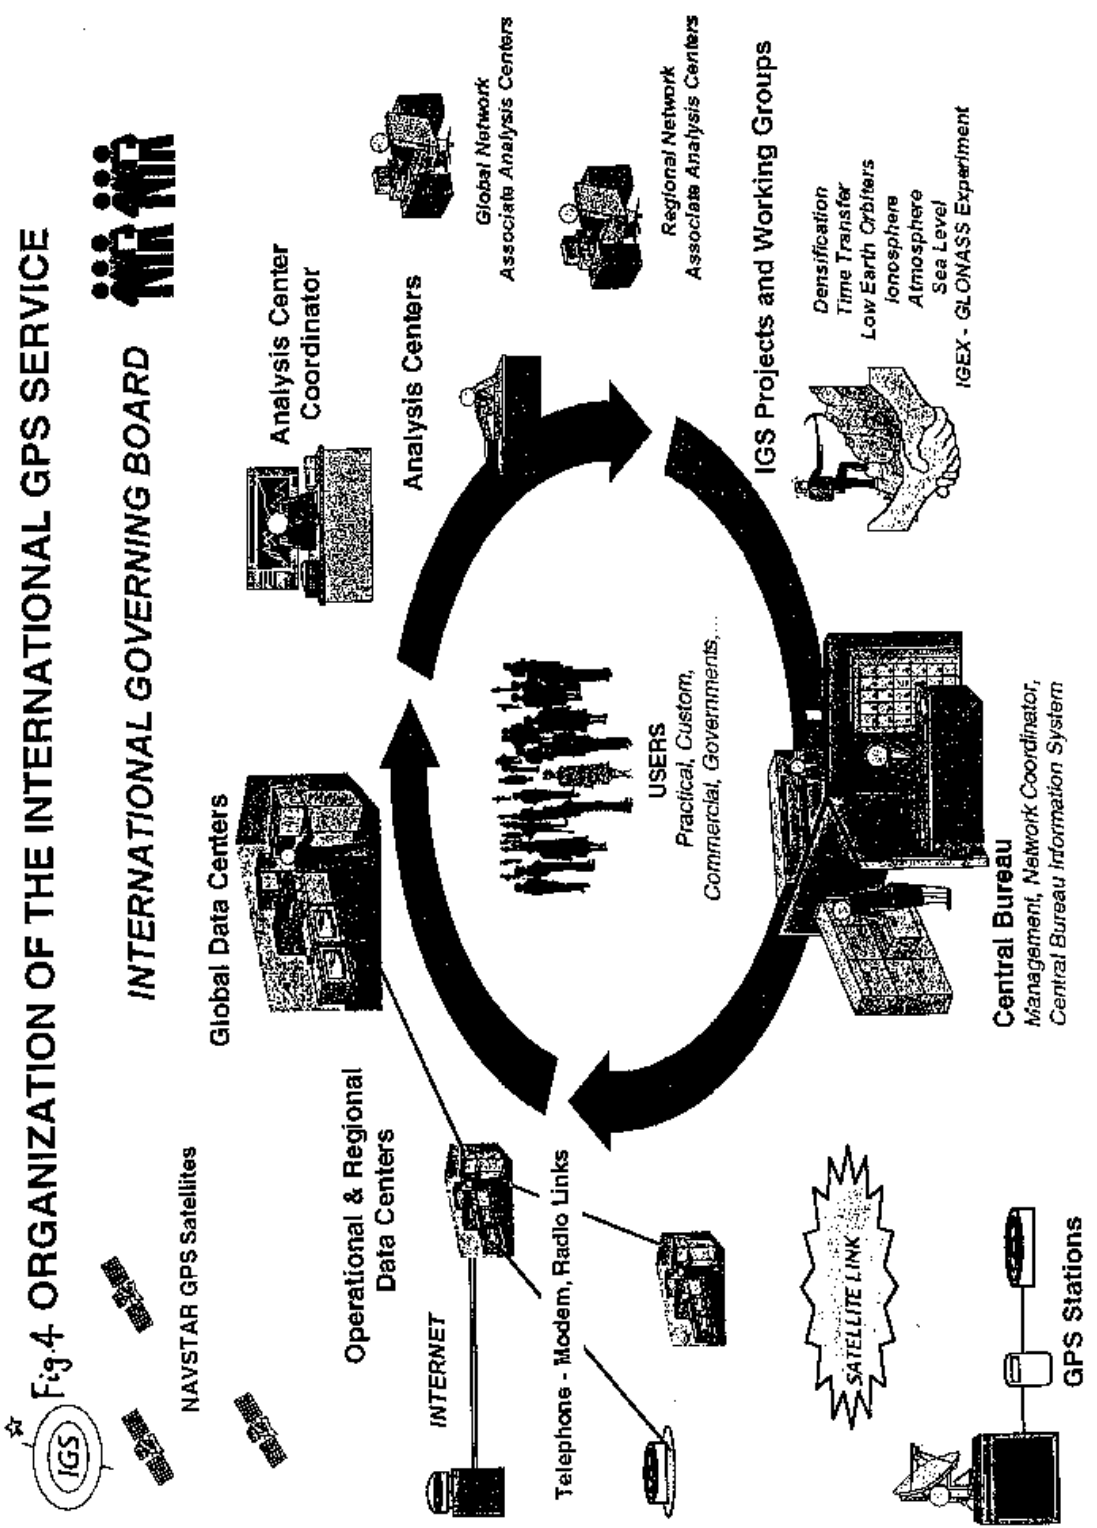 Fig.4 ORGANIZATION OF THE INTERNATIONAL GPS SERVICE
IGS
INTERNATIONAL GOVERNING BOARD
NAVSTAR GPS Satellites
Global Data Centers
Analysis Center
Coordinator
Operational & Regional
Data Centers
Analysis Centers
Global Network
Associate Analysis Centers
INTERNET
Telephone - Modem, Radio Links
USERS
Practical, Custom,
Commercial, Governments,...
Regional Network
Associate Analysis Centers
IGS Projects and Working Groups
Densification
Time Transfer
Low Earth Orbiters
Ionosphere
Atmosphere
Sea Level
IGEX - GLONASS Experiment
SATELLITE LINK
GPS Stations
Central Bureau
Management, Network Coordinator,
Central Bureau Information System